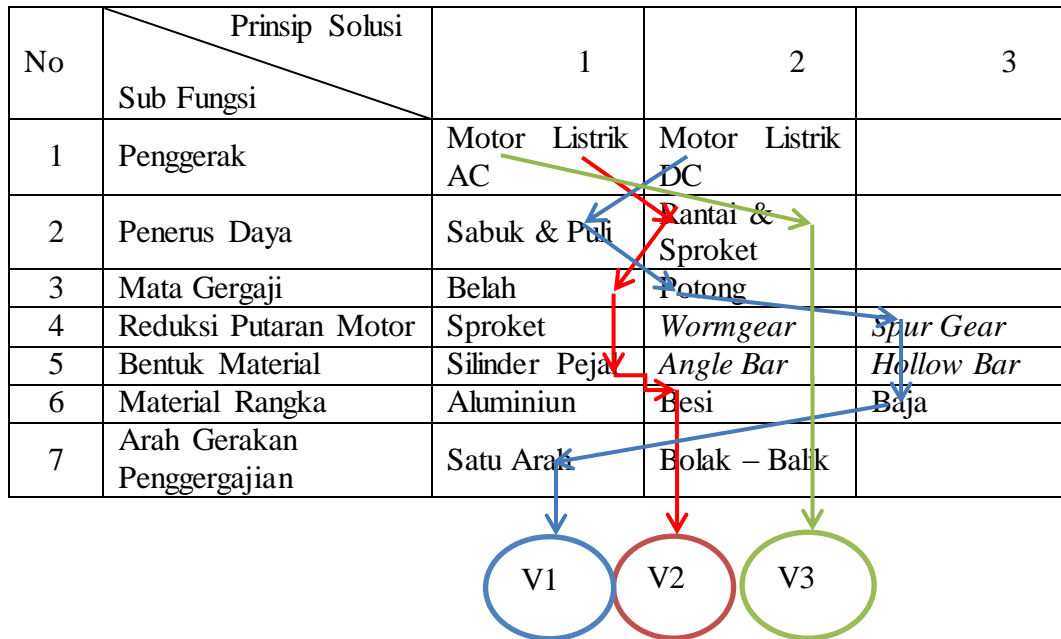 Prinsip Solusi
No 1 2 3
Sub Fungsi
1 Penggerak Motor Listrik AC Motor Listrik DC
2 Penerus Daya Sabuk & Puli Rantai & Sproket
3 Mata Gergaji Belah Potong
4 Reduksi Putaran Motor Sproket Wormgear Spur Gear
5 Bentuk Material Silinder Pejal Angle Bar Hollow Bar
6 Material Rangka Aluminiun Besi Baja
7 Arah Gerakan Penggergajian Satu Arah Bolak – Balik
V1 V2 V3